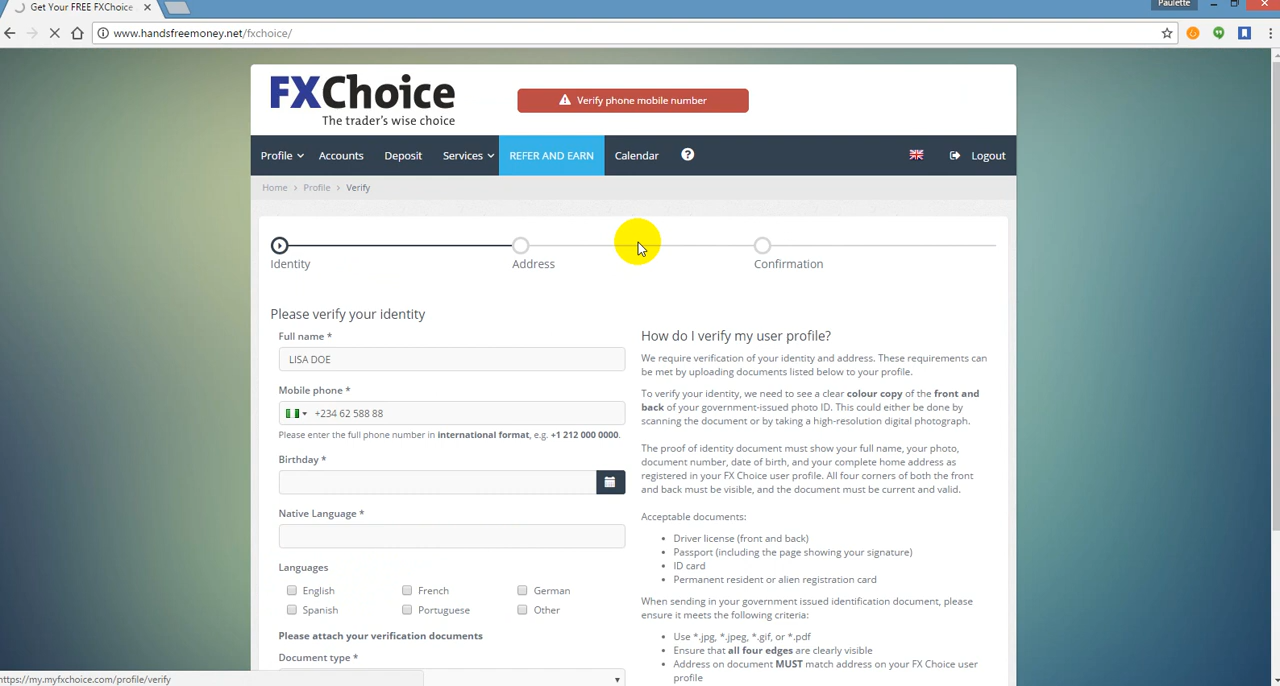 Get Your FREE FXChoice
Paulette
www.handsfreemoney.net/fxchoice/
FXChoice
The trader's wise choice
Verify phone mobile number
Profile
Accounts
Deposit
Services
REFER AND EARN
Calendar
?
Logout
Home › Profile › Verify
Identity
Address
Confirmation
Please verify your identity
Full name *
LISA DOE
Mobile phone *
+234 62 588 88
Please enter the full phone number in international format, e.g. +1 212 000 0000.
Birthday *
Native Language *
Languages
English
French
German
Spanish
Portuguese
Other
Please attach your verification documents
Document type *
How do I verify my user profile?
We require verification of your identity and address. These requirements can
be met by uploading documents listed below to your profile.
To verify your identity, we need to see a clear colour copy of the front and
back of your government-issued photo ID. This could either be done by
scanning the document or by taking a high-resolution digital photograph.
The proof of identity document must show your full name, your photo,
document number, date of birth, and your complete home address as
registered in your FX Choice user profile. All four corners of both the front
and back must be visible, and the document must be current and valid.
Acceptable documents:
• Driver license (front and back)
• Passport (including the page showing your signature)
• ID card
• Permanent resident or alien registration card
When sending in your government issued identification document, please
ensure it meets the following criteria:
• Use *.jpg, *.jpeg, *.gif, or *.pdf
• Ensure that all four edges are clearly visible
• Address on document MUST match address on your FX Choice user
profile
https://my.myfxchoice.com/profile/verify